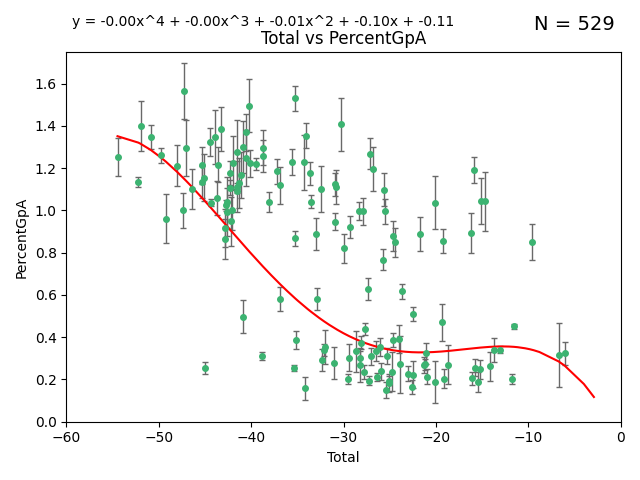 y = -0.00x^4 + -0.00x^3 + -0.01x^2 + -0.10x + -0.11
N = 529
Total vs PercentGpA
1.6
1.4
1.2
1.0
0.8
0.6
0.4
0.2
0.0
PercentGpA
−60 −50 −40 −30 −20 −10 0
Total